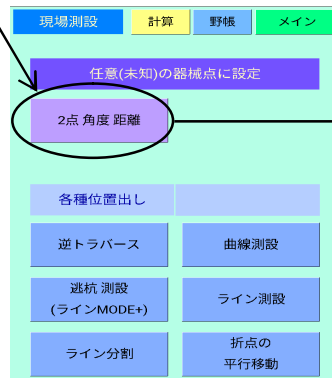 現場測設 計算 野帳 メイン
任意(未知)の器械点に設定
2点 角度 距離
各種位置出し
逆トラバース 曲線測設
逃杭 測設
(ラインMODE+)
ライン測設
ライン分割
折点の
平行移動